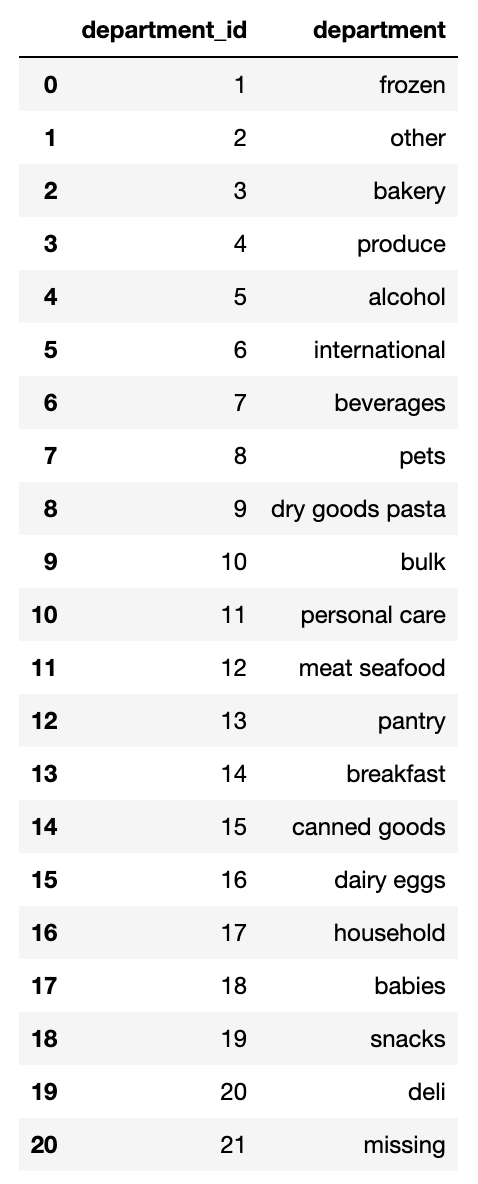 department_id department
0 1 frozen
1 2 other
2 3 bakery
3 4 produce
4 5 alcohol
5 6 international
6 7 beverages
7 8 pets
8 9 dry goods pasta
9 10 bulk
10 11 personal care
11 12 meat seafood
12 13 pantry
13 14 breakfast
14 15 canned goods
15 16 dairy eggs
16 17 household
17 18 babies
18 19 snacks
19 20 deli
20 21 missing